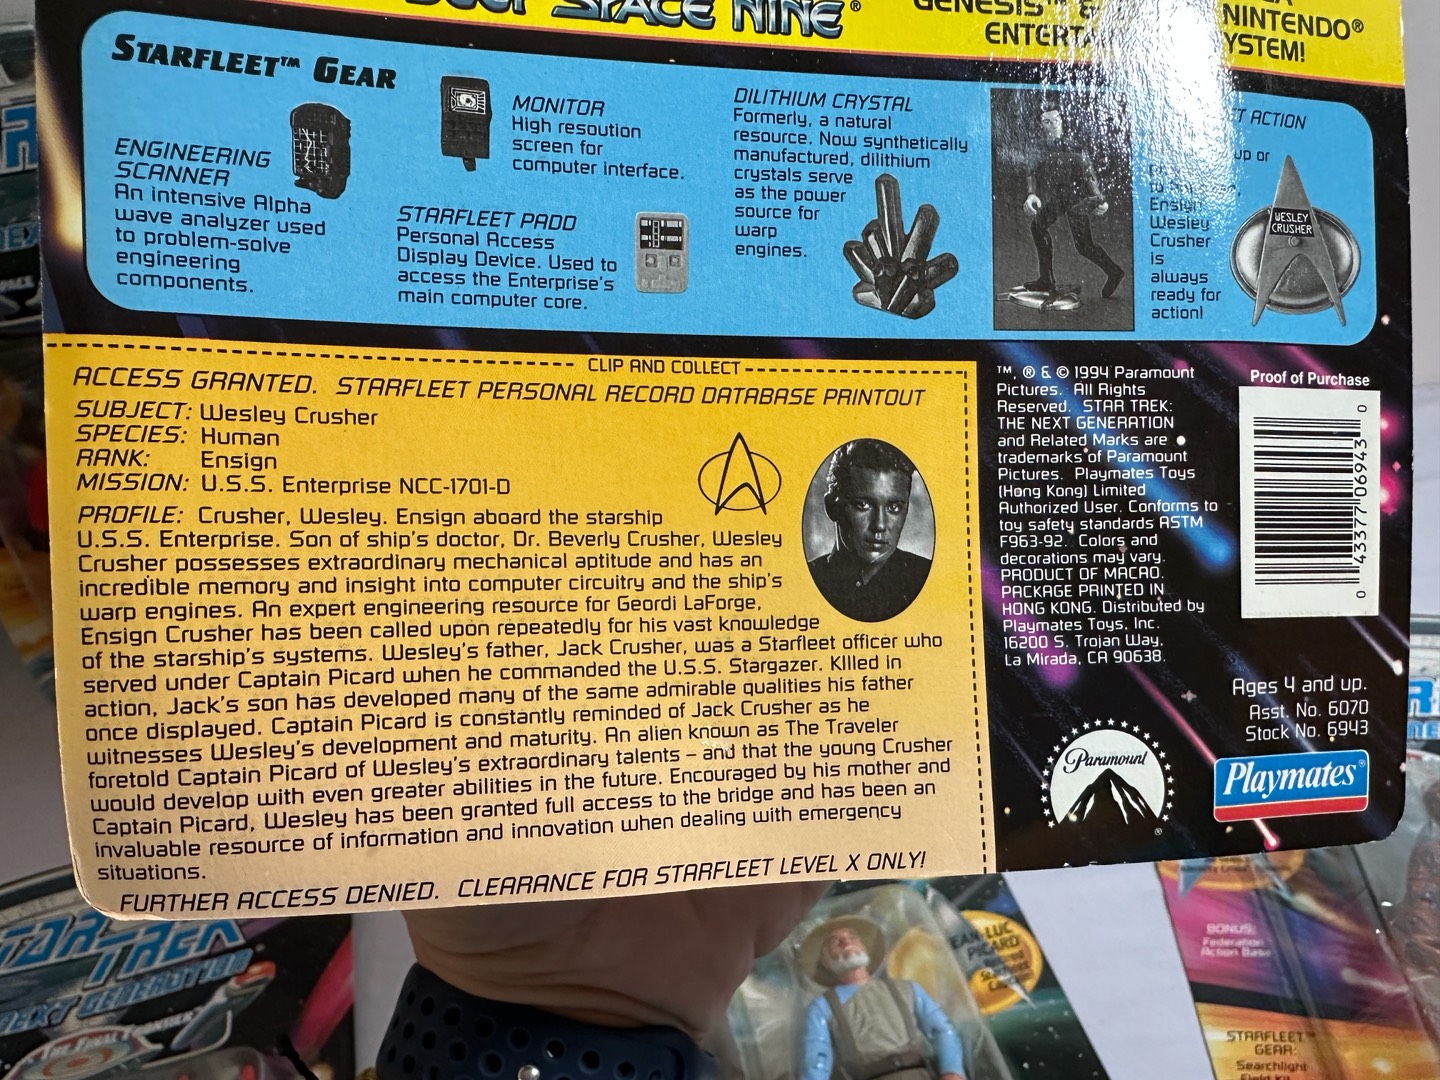 DEEP SPACE NINE®
GENESIS™ &
ENTERTA
NINTENDO®
YSTEM!
STARFLEET™ GEAR
ENGINEERING
SCANNER
An intensive Alpha
wave analyzer used
to problem-solve
engineering
components.
MONITOR
High resoution
screen for
computer interface.
STARFLEET PADD
Personal Access
Display Device. Used to
access the Enterprise's
main computer core.
DILITHIUM CRYSTAL
Formerly, a natural
resource. Now synthetically
manufactured, dilithium
crystals serve
as the power
source for
warp
engines.
T ACTION
up or
Ensign
Wesley
Crusher
is
always
ready for
action!
WESLEY
CRUSHER
CLIP AND COLLECT
ACCESS GRANTED. STARFLEET PERSONAL RECORD DATABASE PRINTOUT
SUBJECT: Wesley Crusher
SPECIES: Human
RANK: Ensign
MISSION: U.S.S. Enterprise NCC-1701-D
PROFILE: Crusher, Wesley. Ensign aboard the starship
U.S.S. Enterprise. Son of ship's doctor, Dr. Beverly Crusher, Wesley
Crusher possesses extraordinary mechanical aptitude and has an
incredible memory and insight into computer circuitry and the ship's
warp engines. An expert engineering resource for Geordi LaForge,
Ensign Crusher has been called upon repeatedly for his vast knowledge
of the starship's systems. Wesley's father, Jack Crusher, was a Starfleet officer who
served under Captain Picard when he commanded the U.S.S. Stargazer. KIlled in
action, Jack's son has developed many of the same admirable qualities his father
once displayed. Captain Picard is constantly reminded of Jack Crusher as he
witnesses Wesley's development and maturity. An alien known as The Traveler
foretold Captain Picard of Wesley's extraordinary talents – and that the young Crusher
would develop with even greater abilities in the future. Encouraged by his mother and
Captain Picard, Wesley has been granted full access to the bridge and has been an
invaluable resource of information and innovation when dealing with emergency
situations.
FURTHER ACCESS DENIED. CLEARANCE FOR STARFLEET LEVEL X ONLY!
™, ® & © 1994 Paramount
Pictures. All Rights
Reserved. STAR TREK:
THE NEXT GENERATION
and Related Marks are
trademarks of Paramount
Pictures. Playmates Toys
(Hong Kong) Limited
Authorized User. Conforms to
toy safety standards ASTM
F963-92. Colors and
decorations may vary.
PRODUCT OF MACAO.
PACKAGE PRINTED IN
HONG KONG. Distributed by
Playmates Toys, Inc.
16200 S. Trojan Way,
La Mirada, CA 90638.
Proof of Purchase
0 43377 06943 0
Ages 4 and up.
Asst. No. 6070
Stock No. 6943
Paramount
®
Playmates®
STAR TREK
NEXT GENERATION
JEAN-LUC
PICARD
BONUS:
Federation
Action Base
STARFLEET™
GEAR:
Searchlight
Field Kit